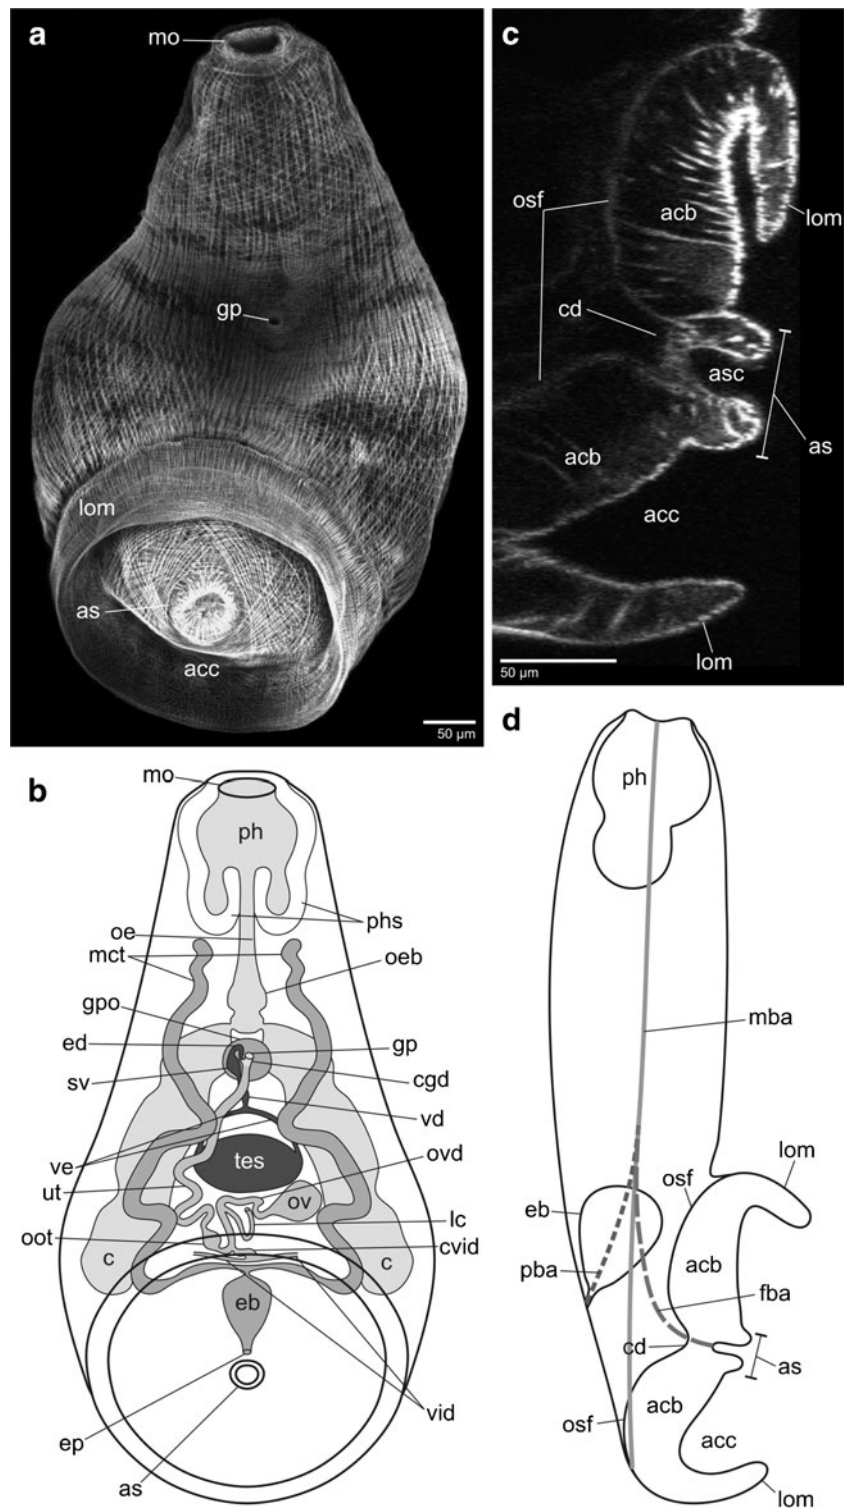 a
mo
gp
lom
as
acc
50 µm
c
osf
acb
lom
cd
asc
as
acb
acc
lom
50 µm
b
mo
ph
phs
oe
mct
oeb
gpo
ed
gp
sv
cgd
vd
ve
tes
ovd
ut
ov
lc
oot
cvid
c
c
eb
vid
ep
as
d
ph
mba
lom
osf
eb
acb
pba
fba
cd
as
acb
osf
acc
lom